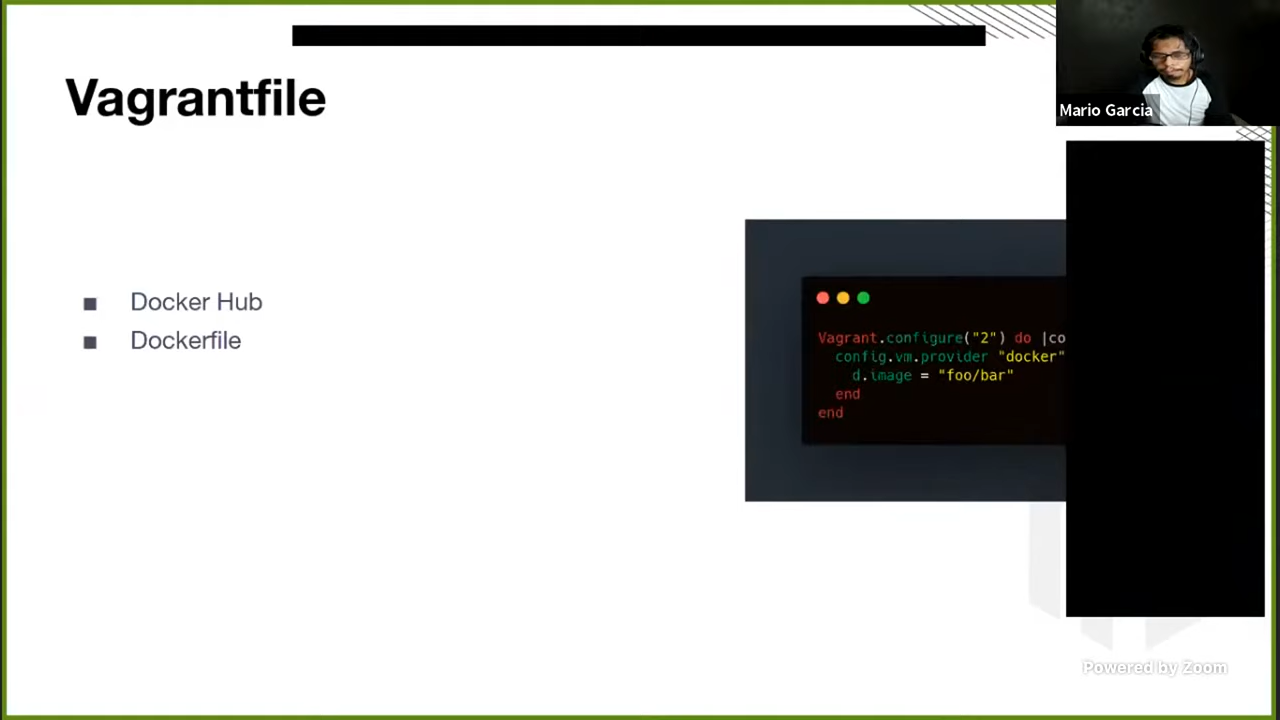 Vagrantfile
Mario Garcia
Docker Hub
Dockerfile
Vagrant.configure("2") do |co
config.vm.provider "docker"
d.image = "foo/bar"
end
end
Powered by Zoom